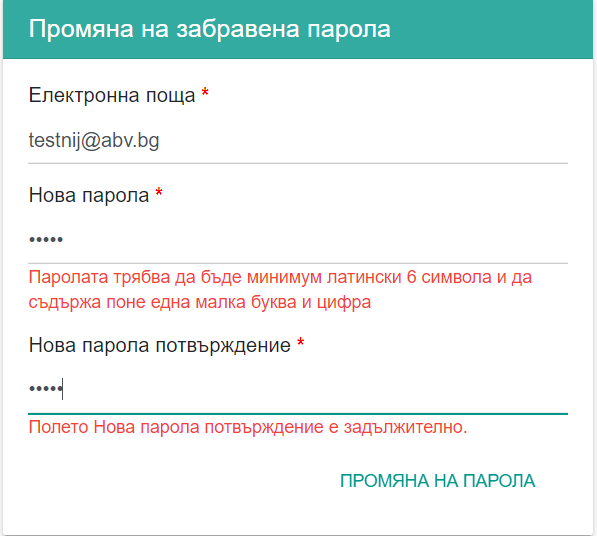 Промяна на забравена парола
Електронна поща *
testnij@abv.bg
Нова парола *
•••••
Паролата трябва да бъде минимум латински 6 символа и да
съдържа поне една малка буква и цифра
Нова парола потвърждение *
•••••
Полето Нова парола потвърждение е задължително.
ПРОМЯНА НА ПАРОЛА